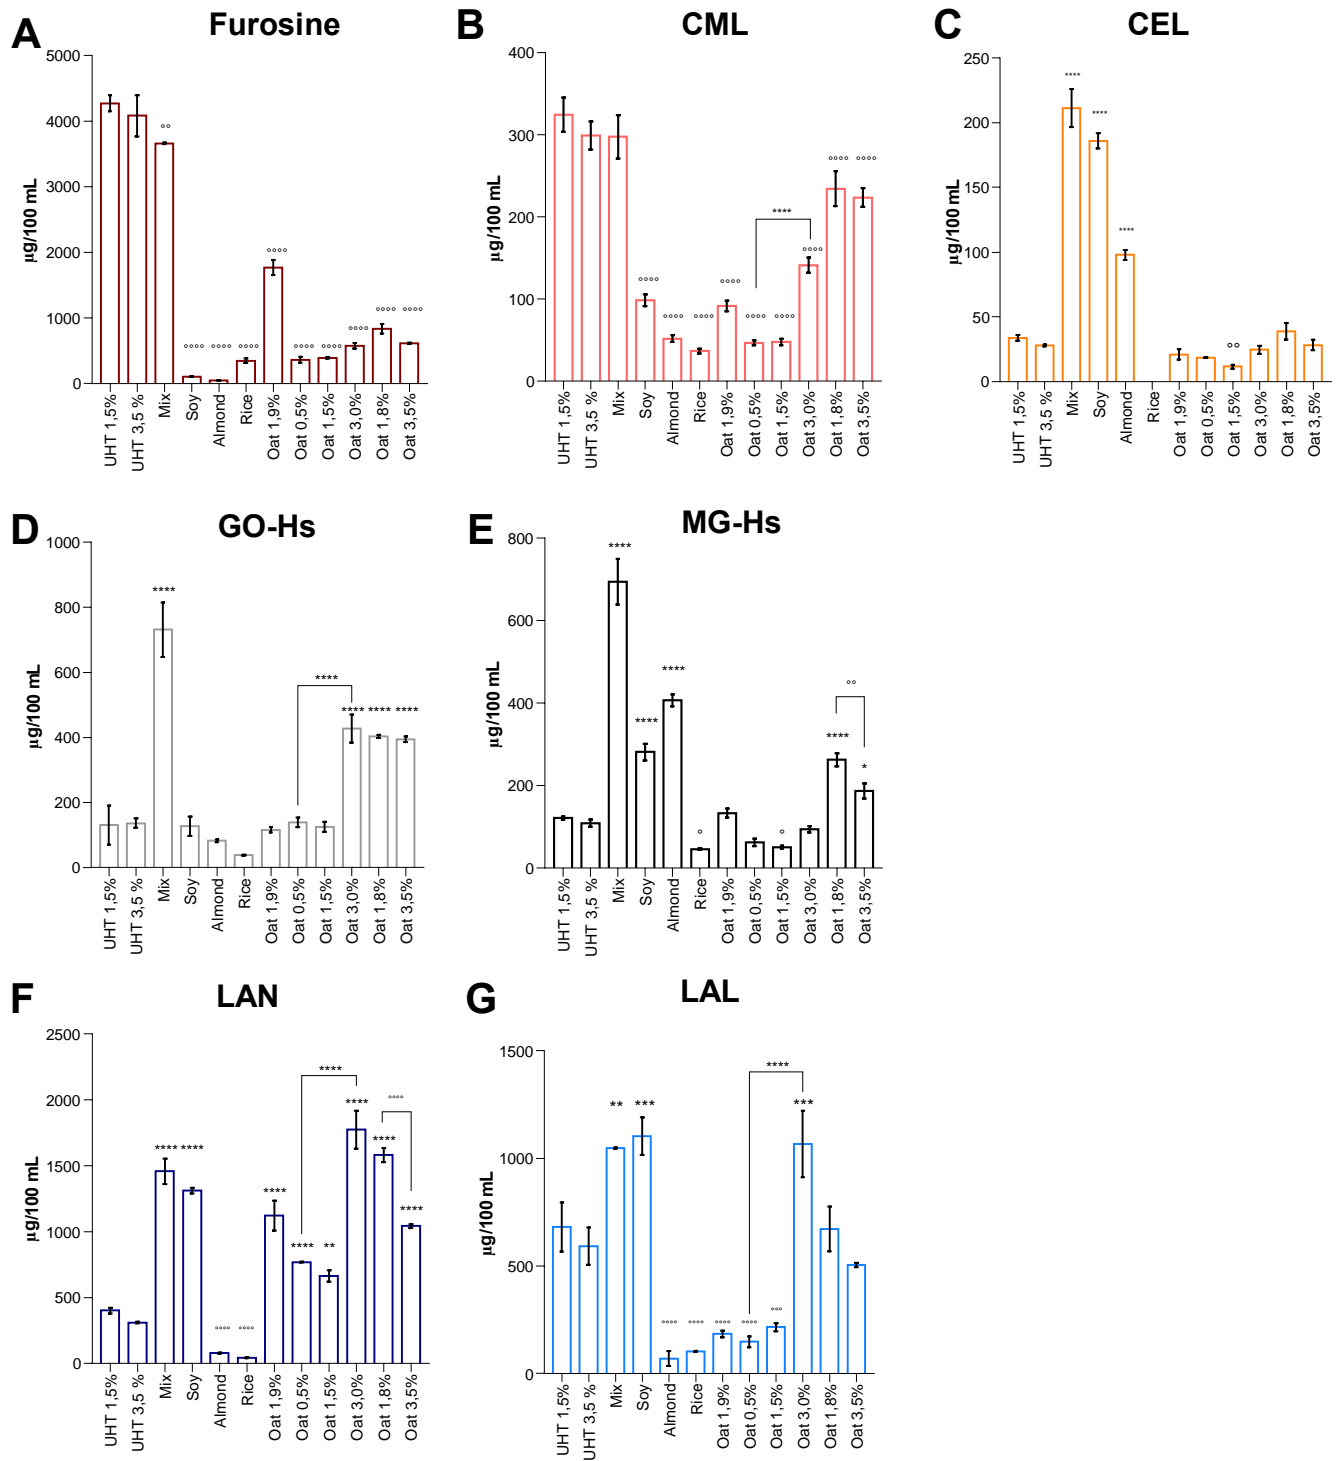 A Furosine
µg/100 mL
5000
4000
3000
2000
1000
0
°°
°°°°
°°°°
°°°°
°°°°
°°°°
°°°°
°°°°
°°°°
UHT 1,5%
UHT 3,5 %
Mix
Soy
Almond
Rice
Oat 1,9%
Oat 0,5%
Oat 1,5%
Oat 3,0%
Oat 1,8%
Oat 3,5%
B CML
µg/100 mL
400
300
200
100
0
°°°°
°°°°
°°°°
°°°°
°°°°
°°°°
****
°°°°
°°°°
°°°°
UHT 1,5%
UHT 3,5 %
Mix
Soy
Almond
Rice
Oat 1,9%
Oat 0,5%
Oat 1,5%
Oat 3,0%
Oat 1,8%
Oat 3,5%
C CEL
µg/100 mL
250
200
150
100
50
0
****
****
****
°°
UHT 1,5%
UHT 3,5 %
Mix
Soy
Almond
Rice
Oat 1,9%
Oat 0,5%
Oat 1,5%
Oat 3,0%
Oat 1,8%
Oat 3,5%
D GO-Hs
µg/100 mL
1000
800
600
400
200
0
****
****
**** **** ****
UHT 1,5%
UHT 3,5 %
Mix
Soy
Almond
Rice
Oat 1,9%
Oat 0,5%
Oat 1,5%
Oat 3,0%
Oat 1,8%
Oat 3,5%
E MG-Hs
µg/100 mL
800
600
400
200
0
****
****
****
°
°
****
°°
*
UHT 1,5%
UHT 3,5 %
Mix
Soy
Almond
Rice
Oat 1,9%
Oat 0,5%
Oat 1,5%
Oat 3,0%
Oat 1,8%
Oat 3,5%
F LAN
µg/100 mL
2500
2000
1500
1000
500
0
**** ****
°°°° °°°°
****
****
**
****
****
****
°°°°
****
UHT 1,5%
UHT 3,5 %
Mix
Soy
Almond
Rice
Oat 1,9%
Oat 0,5%
Oat 1,5%
Oat 3,0%
Oat 1,8%
Oat 3,5%
G LAL
µg/100 mL
1500
1000
500
0
** ***
°°°° °°°° °°°° °°°°
°°°
****
***
UHT 1,5%
UHT 3,5 %
Mix
Soy
Almond
Rice
Oat 1,9%
Oat 0,5%
Oat 1,5%
Oat 3,0%
Oat 1,8%
Oat 3,5%